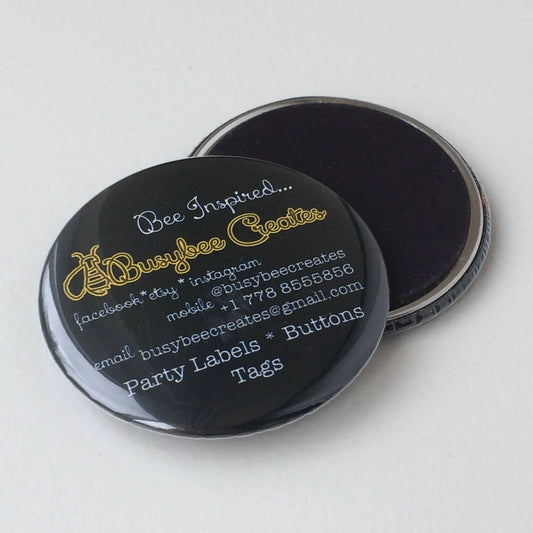 Bee Inspired...
Busybee Creates
facebook*etsy * instagram
@busybeecreates
mobile +1 778 8555856
email busybeecreates@gmail.com
Party Labels * Buttons
Tags